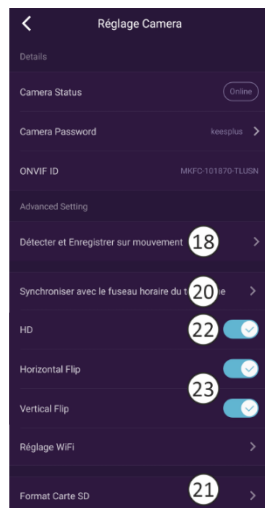 Réglage Camera
Details
Camera Status Online
Camera Password keesplus
ONVIF ID MKFC-101870-TLUSN
Advanced Setting
Détecter et Enregistrer sur mouvement 18
Synchroniser avec le fuseau horaire du 20
HD 22
Horizontal Flip
23
Vertical Flip
Réglage WiFi
Format Carte SD 21